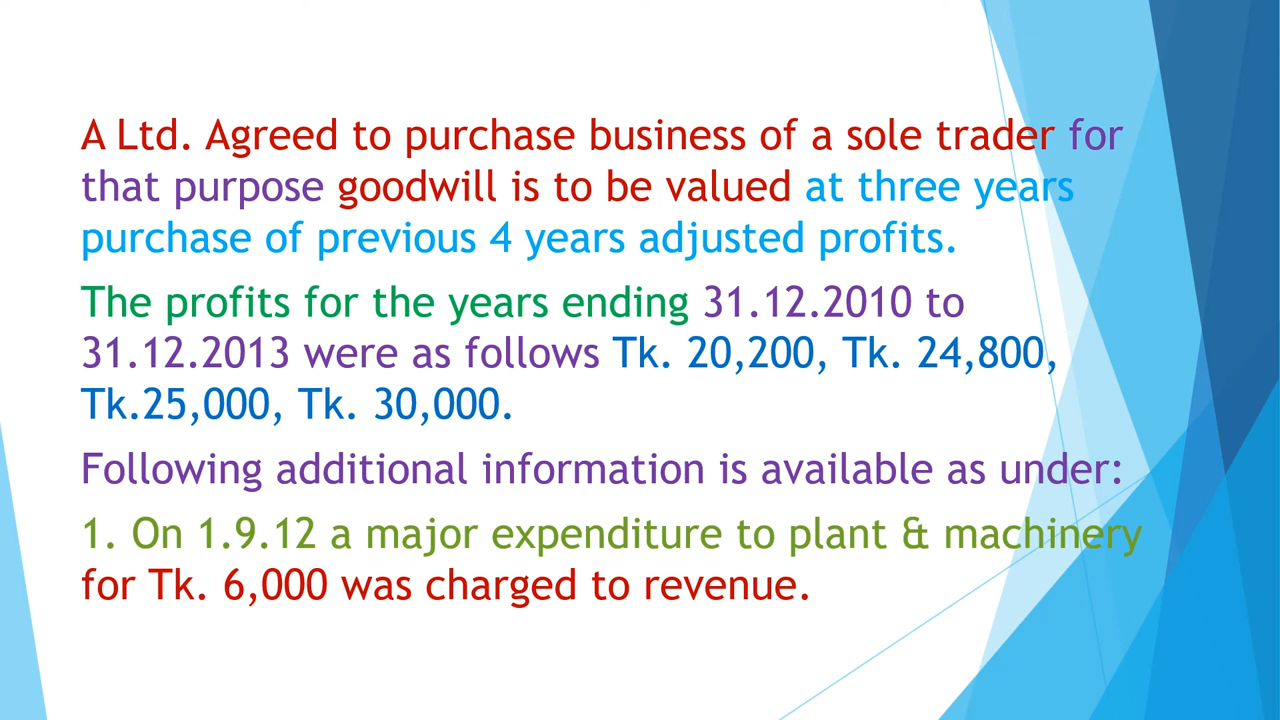 A Ltd. Agreed to purchase business of a sole trader for
that purpose goodwill is to be valued at three years
purchase of previous 4 years adjusted profits.
The profits for the years ending 31.12.2010 to
31.12.2013 were as follows Tk. 20,200, Tk. 24,800,
Tk.25,000, Tk. 30,000.
Following additional information is available as under:
1. On 1.9.12 a major expenditure to plant & machinery
for Tk. 6,000 was charged to revenue.